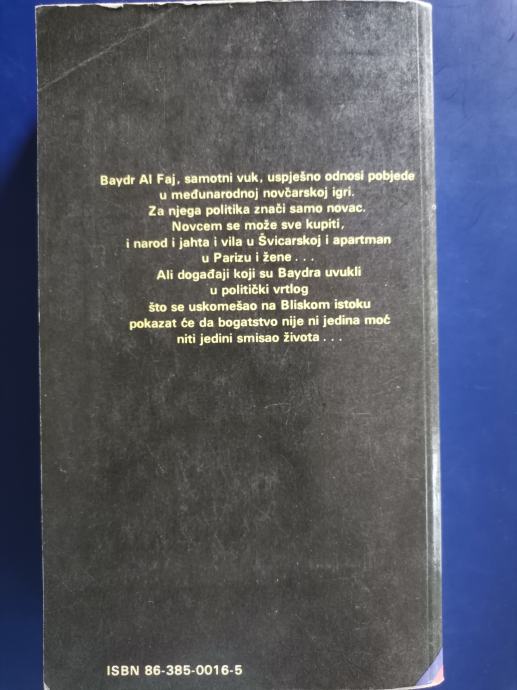 Baydr Al Faj, samotni vuk, uspješno odnosi pobjede
u međunarodnoj novčarskoj igri.
Za njega politika znači samo novac.
Novcem se može sve kupiti,
i narod i jahta i vila u Švicarskoj i apartman
u Parizu i žene . . .
Ali događaji koji su Baydra uvukli
u politički vrtlog
što se uskomešao na Bliskom istoku
pokazat će da bogatstvo nije ni jedina moć
niti jedini smisao života . . .
ISBN 86-385-0016-5